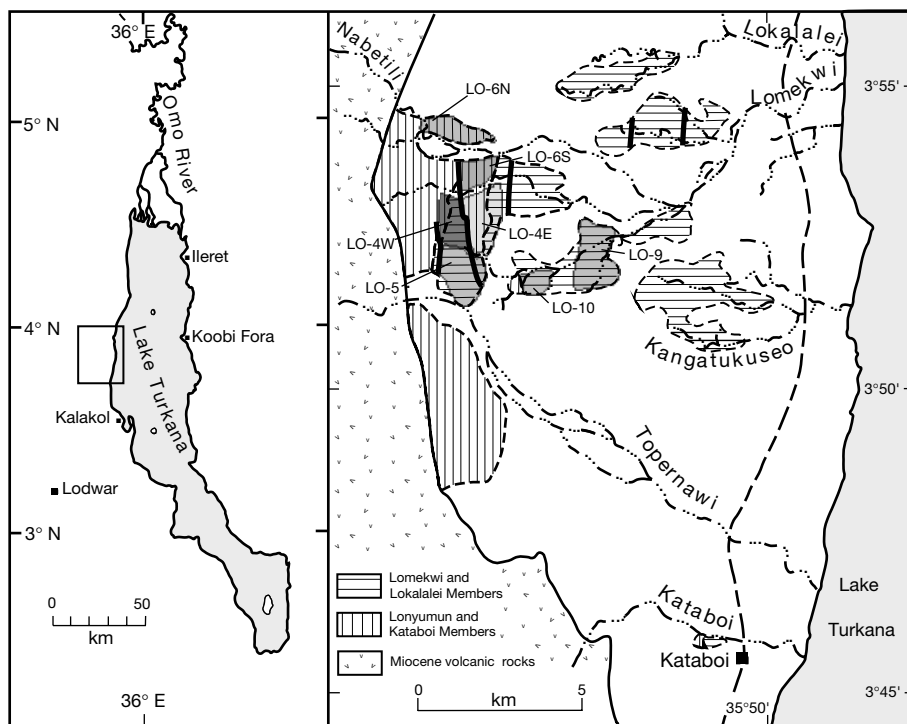 36° E
5° N
Omo River
Ileret
4° N
Koobi Fora
Lake Turkana
Kalakol
Lodwar
3° N
0 50
km
36° E
Nabetili
Lokalalei
Lomekwi
3°55'
LO-6N
LO-6S
LO-4W
LO-4E
LO-9
LO-5
LO-10
Kangatukuseo
3°50'
Topernawi
Lomekwi and
Lokalalei Members
Lonyumun and
Kataboi Members
Miocene volcanic rocks
Kataboi
Lake
Turkana
Kataboi
0 5
km
3°45'
35°50'